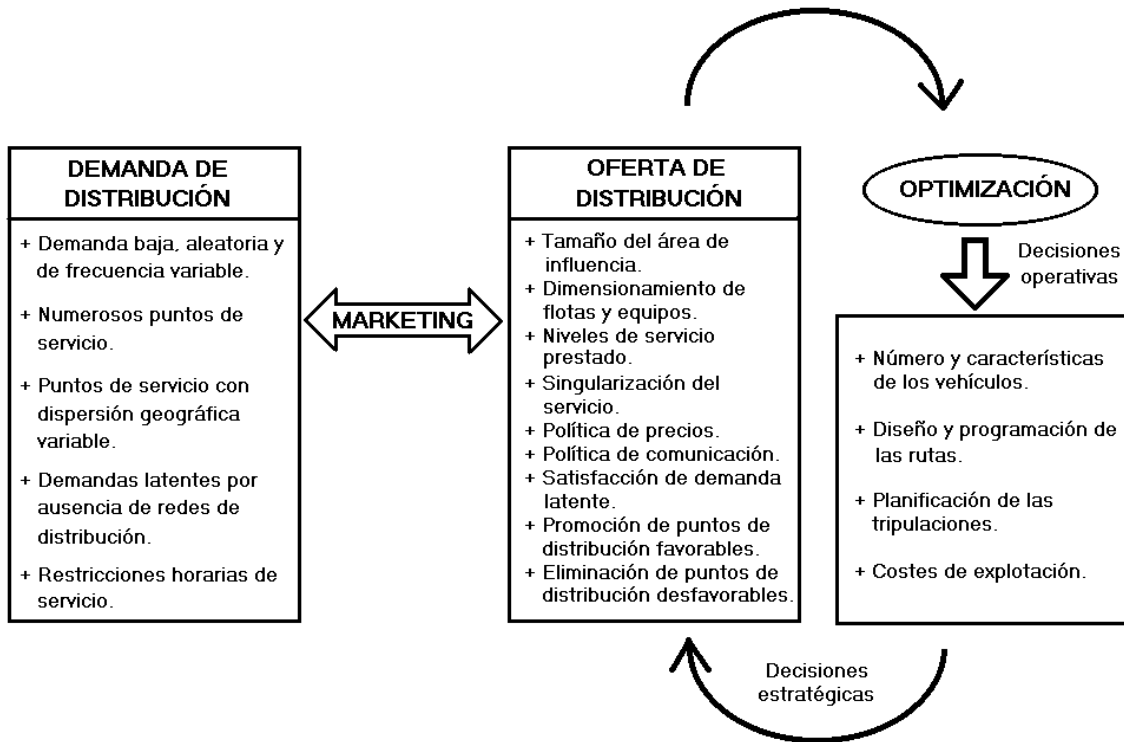 DEMANDA DE
DISTRIBUCIÓN
+ Demanda baja, aleatoria y
de frecuencia variable.
+ Numerosos puntos de
servicio.
+ Puntos de servicio con
dispersión geográfica
variable.
+ Demandas latentes por
ausencia de redes de
distribución.
+ Restricciones horarias de
servicio.
MARKETING
OFERTA DE
DISTRIBUCIÓN
+ Tamaño del área de
influencia.
+ Dimensionamiento de
flotas y equipos.
+ Niveles de servicio
prestado.
+ Singularización del
servicio.
+ Política de precios.
+ Política de comunicación.
+ Satisfacción de demanda
latente.
+ Promoción de puntos de
distribución favorables.
+ Eliminación de puntos de
distribución desfavorables.
OPTIMIZACIÓN
Decisiones
operativas
+ Número y características
de los vehículos.
+ Diseño y programación de
las rutas.
+ Planificación de las
tripulaciones.
+ Costes de explotación.
Decisiones
estratégicas